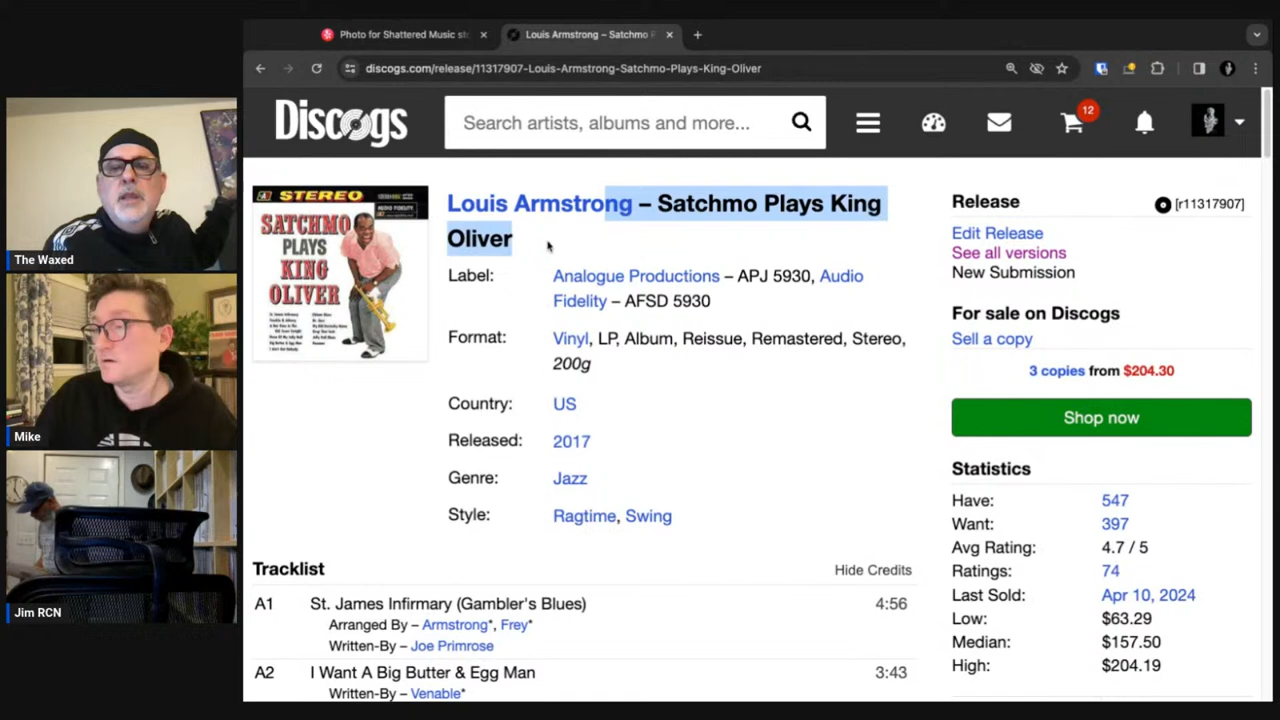 Photo for Shattered Music st
Louis Armstrong – Satchmo P
discogs.com/release/11317907-Louis-Armstrong-Satchmo-Plays-King-Oliver
Discogs
Search artists, albums and more...
12
STEREO
SATCHMO
PLAYS
KING
OLIVER
Louis Armstrong – Satchmo Plays King
Oliver
Label:
Analogue Productions – APJ 5930, Audio
Fidelity – AFSD 5930
Format:
Vinyl, LP, Album, Reissue, Remastered, Stereo,
200g
Country:
US
Released:
2017
Genre:
Jazz
Style:
Ragtime, Swing
Release
[r11317907]
Edit Release
See all versions
New Submission
For sale on Discogs
Sell a copy
3 copies from $204.30
Shop now
Statistics
Have:
547
Want:
397
Avg Rating:
4.7 / 5
Ratings:
74
Last Sold:
Apr 10, 2024
Low:
$63.29
Median:
$157.50
High:
$204.19
Tracklist
Hide Credits
A1
St. James Infirmary (Gambler's Blues)
4:56
Arranged By – Armstrong*, Frey*
Written-By – Joe Primrose
A2
I Want A Big Butter & Egg Man
3:43
Written-By – Venable*
The Waxed
Mike
Jim RCN